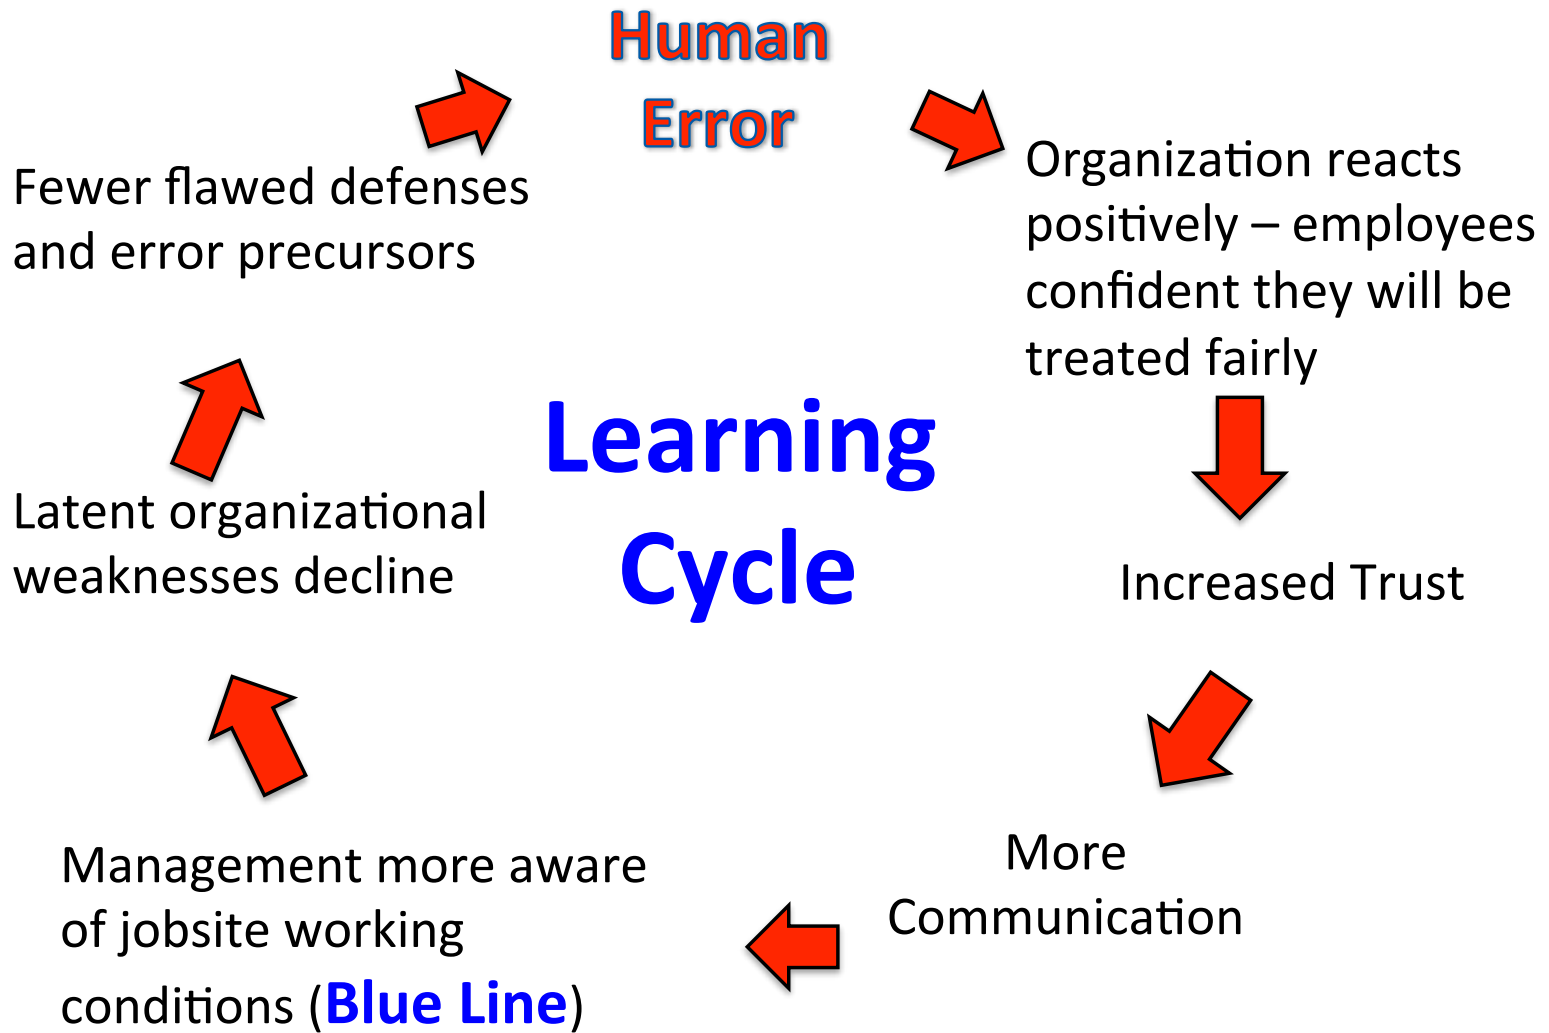 Human
Error
Organization reacts
positively – employees
confident they will be
treated fairly
Increased Trust
More
Communication
Management more aware
of jobsite working
conditions (Blue Line)
Latent organizational
weaknesses decline
Fewer flawed defenses
and error precursors
Learning
Cycle